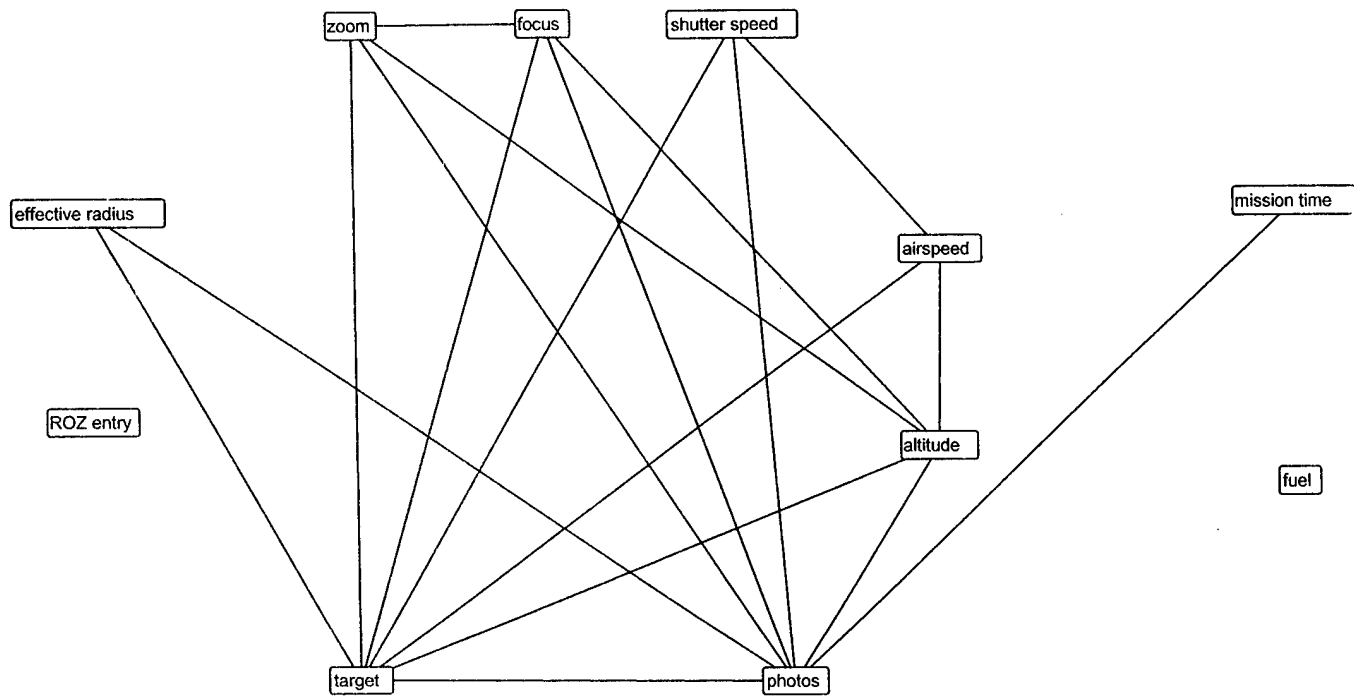 zoom
focus
shutter speed
effective radius
mission time
airspeed
ROZ entry
altitude
fuel
target
photos